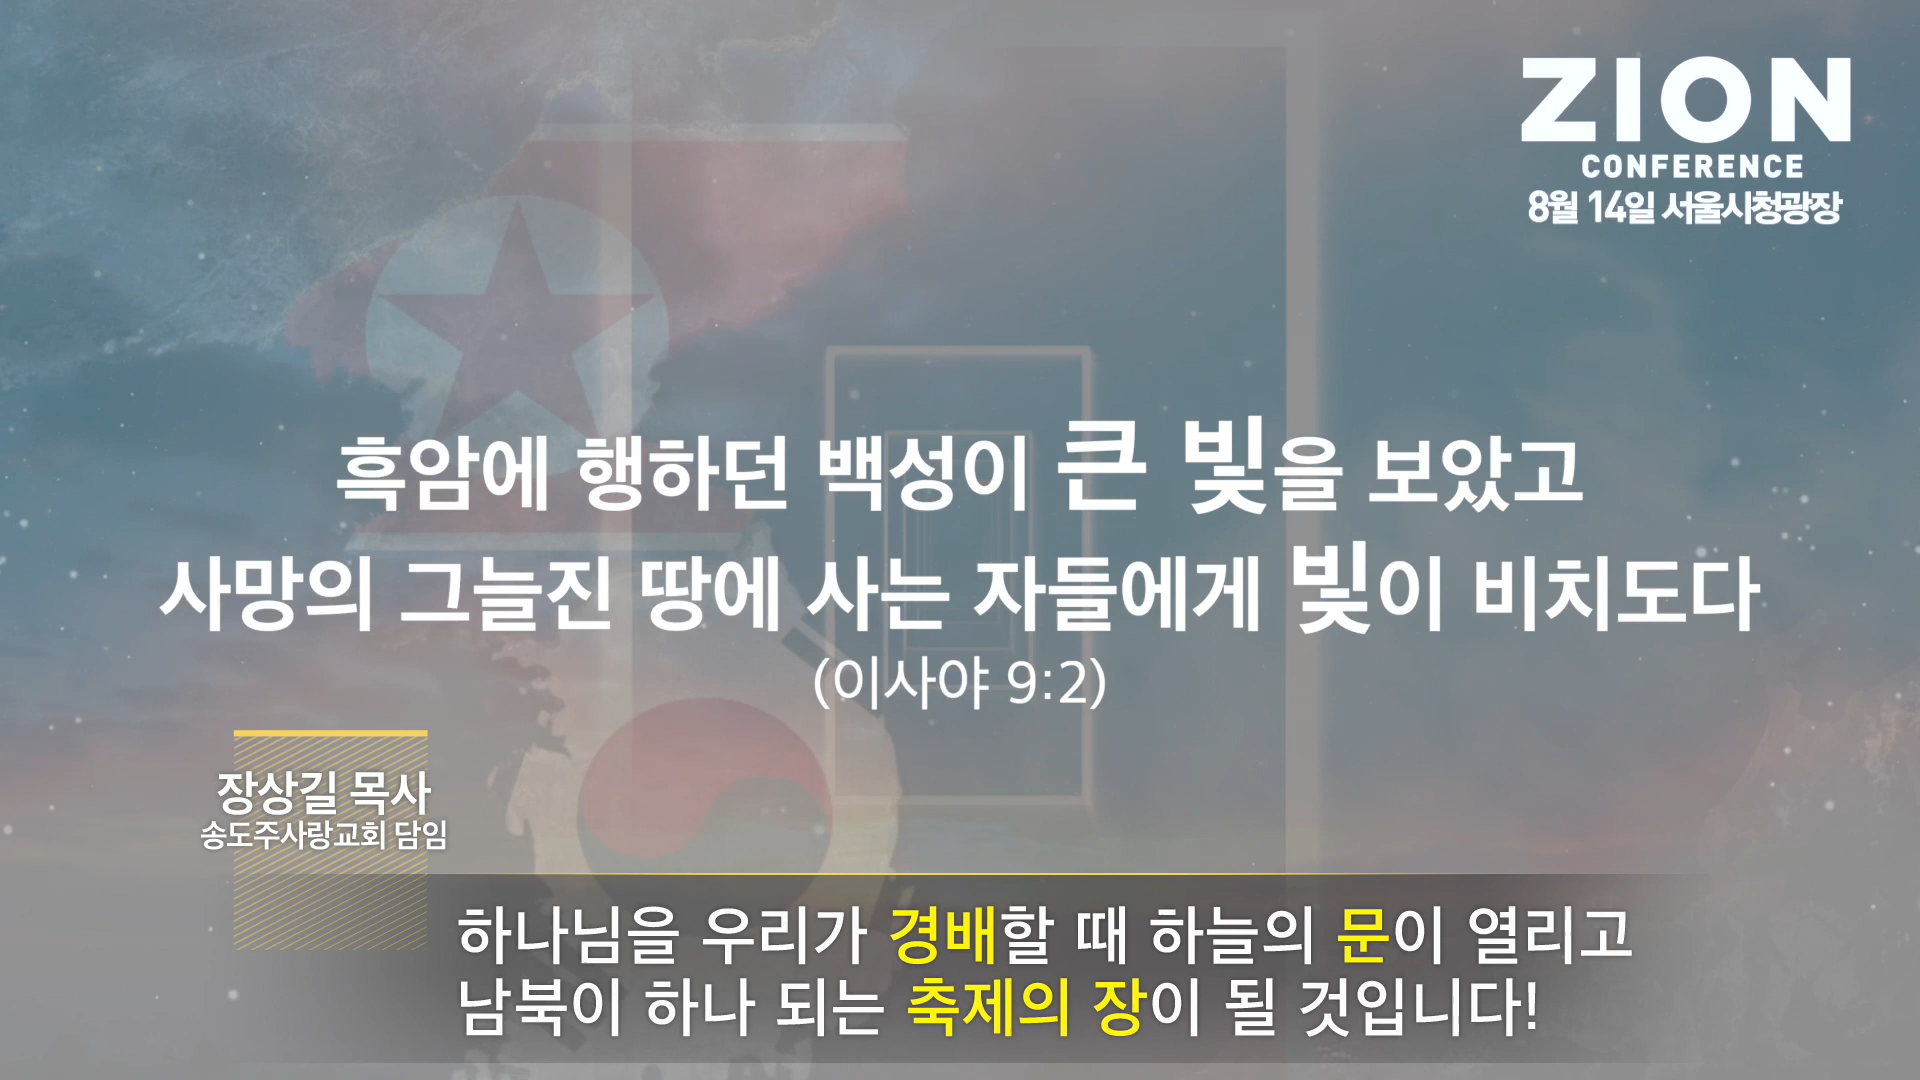 ZION
CONFERENCE
8월 14일 서울시청광장
흑암에 행하던 백성이 큰 빛을 보았고
사망의 그늘진 땅에 사는 자들에게 빛이 비치도다
(이사야 9:2)
장상길 목사
송도주사랑교회 담임
하나님을 우리가 경배할 때 하늘의 문이 열리고
남북이 하나 되는 축제의 장이 될 것입니다!